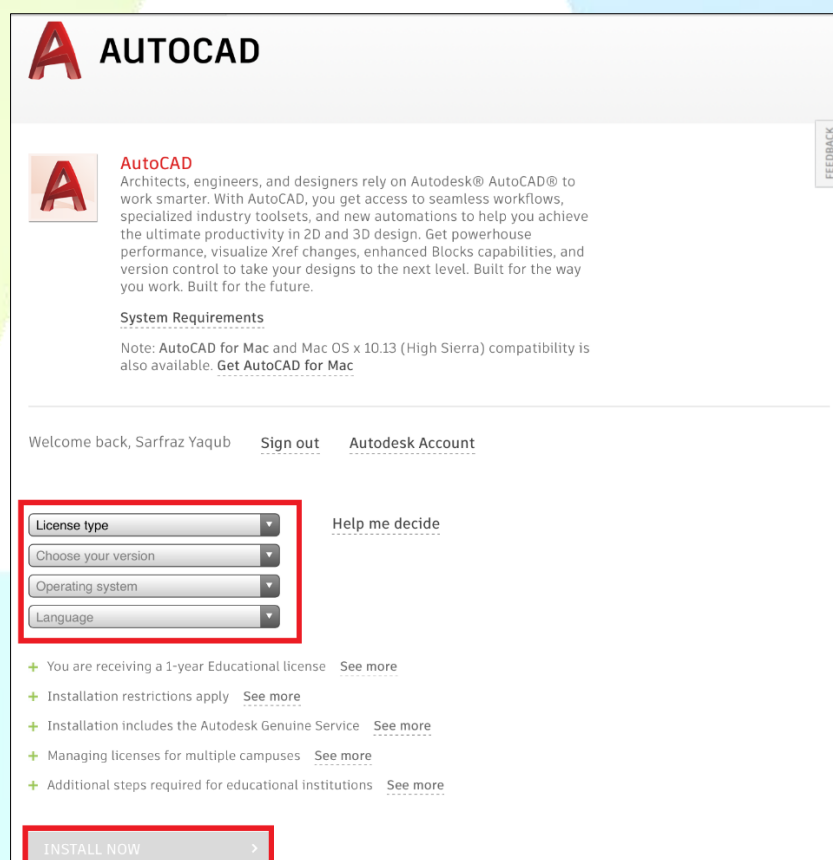 AUTOCAD
FEEDBACK
AutoCAD
Architects, engineers, and designers rely on Autodesk® AutoCAD® to
work smarter. With AutoCAD, you get access to seamless workflows,
specialized industry toolsets, and new automations to help you achieve
the ultimate productivity in 2D and 3D design. Get powerhouse
performance, visualize Xref changes, enhanced Blocks capabilities, and
version control to take your designs to the next level. Built for the way
you work. Built for the future.
System Requirements
Note: AutoCAD for Mac and Mac OS x 10.13 (High Sierra) compatibility is
also available. Get AutoCAD for Mac
Welcome back, Sarfraz Yaqub Sign out Autodesk Account
License type Help me decide
Choose your version
Operating system
Language
+ You are receiving a 1-year Educational license See more
+ Installation restrictions apply See more
+ Installation includes the Autodesk Genuine Service See more
+ Managing licenses for multiple campuses See more
+ Additional steps required for educational institutions See more
INSTALL NOW >